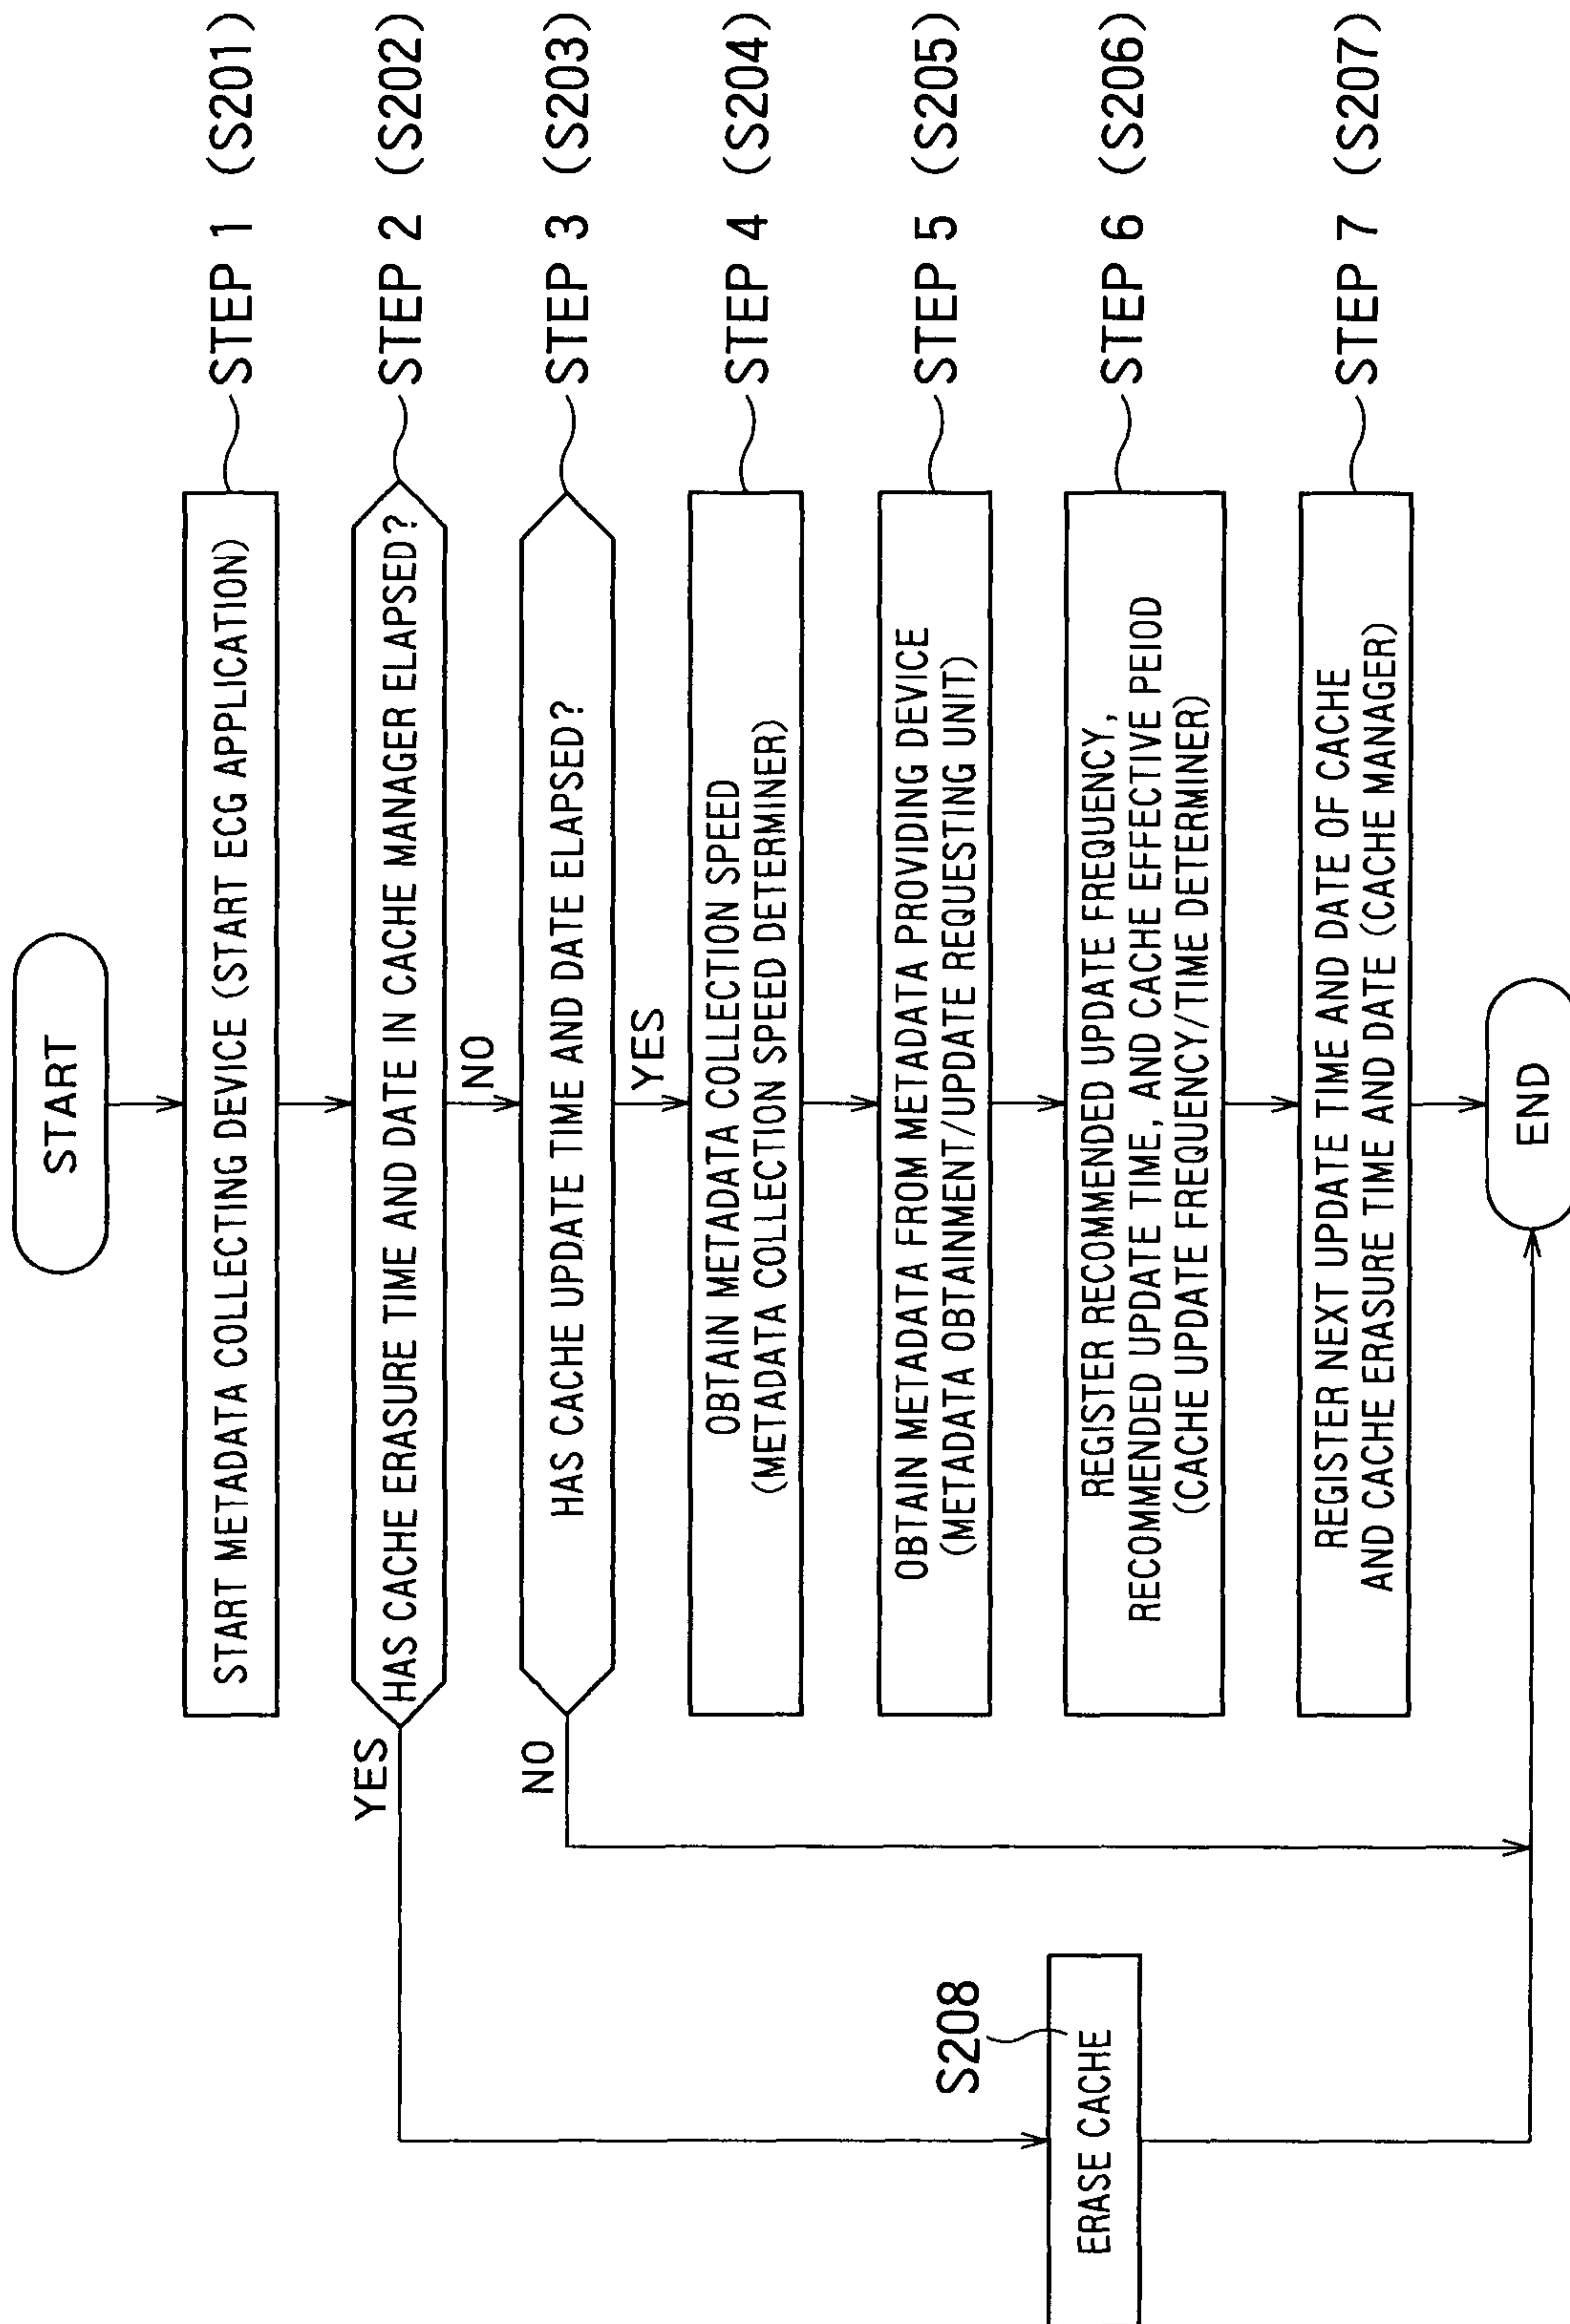 START
START METADATA COLLECTING DEVICE (START ECG APPLICATION)
STEP 1 (S201)
HAS CACHE ERASURE TIME AND DATE IN CACHE MANAGER ELAPSED?
STEP 2 (S202)
YES
NO
HAS CACHE UPDATE TIME AND DATE ELAPSED?
STEP 3 (S203)
NO
YES
OBTAIN METADATA COLLECTION SPEED
(METADATA COLLECTION SPEED DETERMINER)
STEP 4 (S204)
OBTAIN METADATA FROM METADATA PROVIDING DEVICE
(METADATA OBTAINMENT/UPDATE REQUESTING UNIT)
STEP 5 (S205)
S208
ERASE CACHE
REGISTER RECOMMENDED UPDATE FREQUENCY,
RECOMMENDED UPDATE TIME, AND CACHE EFFECTIVE PEIOD
(CACHE UPDATE FREQUENCY/TIME DETERMINER)
STEP 6 (S206)
REGISTER NEXT UPDATE TIME AND DATE OF CACHE
AND CACHE ERASURE TIME AND DATE (CACHE MANAGER)
STEP 7 (S207)
END